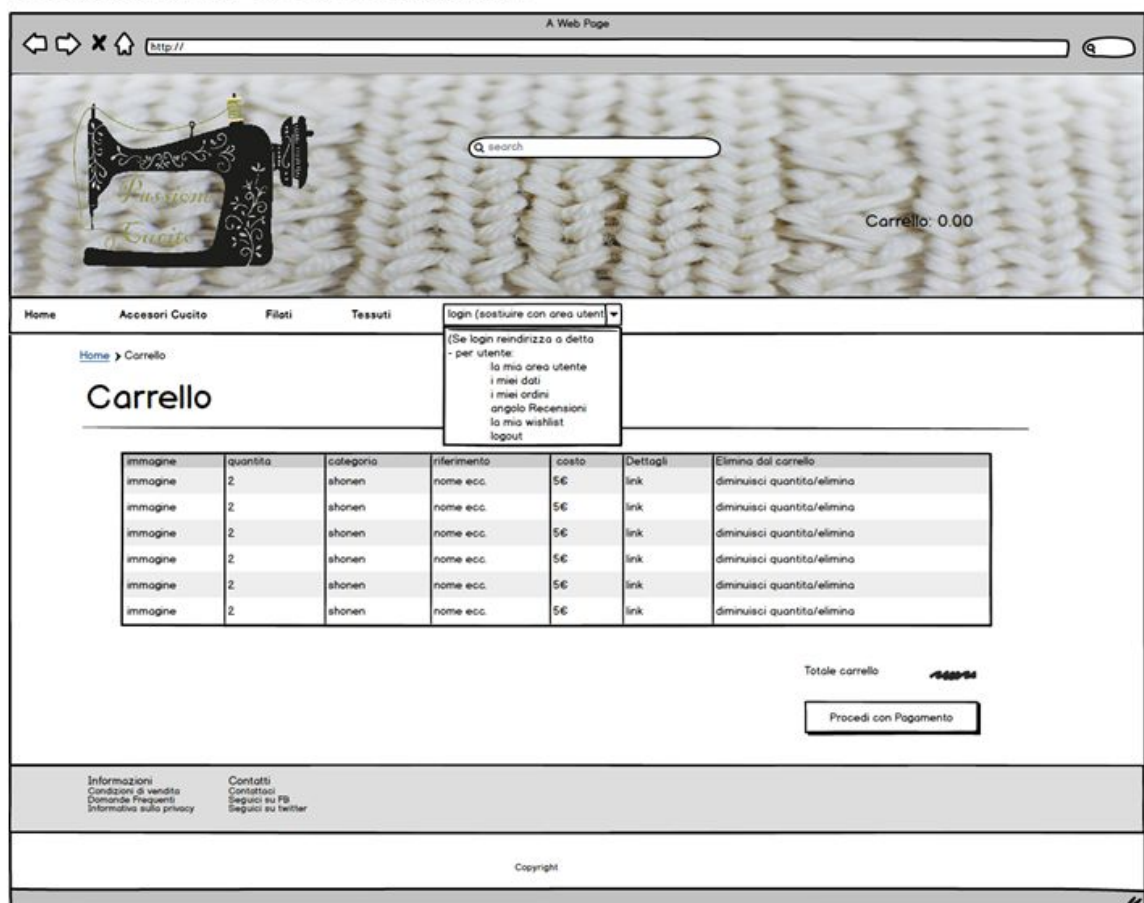 A Web Page
http://
search
Passione
Cucito
Carrello: 0.00
Home Accesori Cucito Filati Tessuti login (sostiuire con area utent
(Se login reindirizza a detta
- per utente:
la mia area utente
i miei dati
i miei ordini
angolo Recensioni
la mia wishlist
logout
Home > Carrello
Carrello
immagine quantita categoria riferimento costo Dettagli Elimina dal carrello
immagine 2 shonen nome ecc. 5€ link diminuisci quantita/elimina
immagine 2 shonen nome ecc. 5€ link diminuisci quantita/elimina
immagine 2 shonen nome ecc. 5€ link diminuisci quantita/elimina
immagine 2 shonen nome ecc. 5€ link diminuisci quantita/elimina
immagine 2 shonen nome ecc. 5€ link diminuisci quantita/elimina
immagine 2 shonen nome ecc. 5€ link diminuisci quantita/elimina
Totale carrello
Procedi con Pagamento
Informazioni
Condizioni di vendita
Domande Frequenti
Informativa sulla privacy
Contatti
Contattaci
Seguici su FB
Seguici su twitter
Copyright